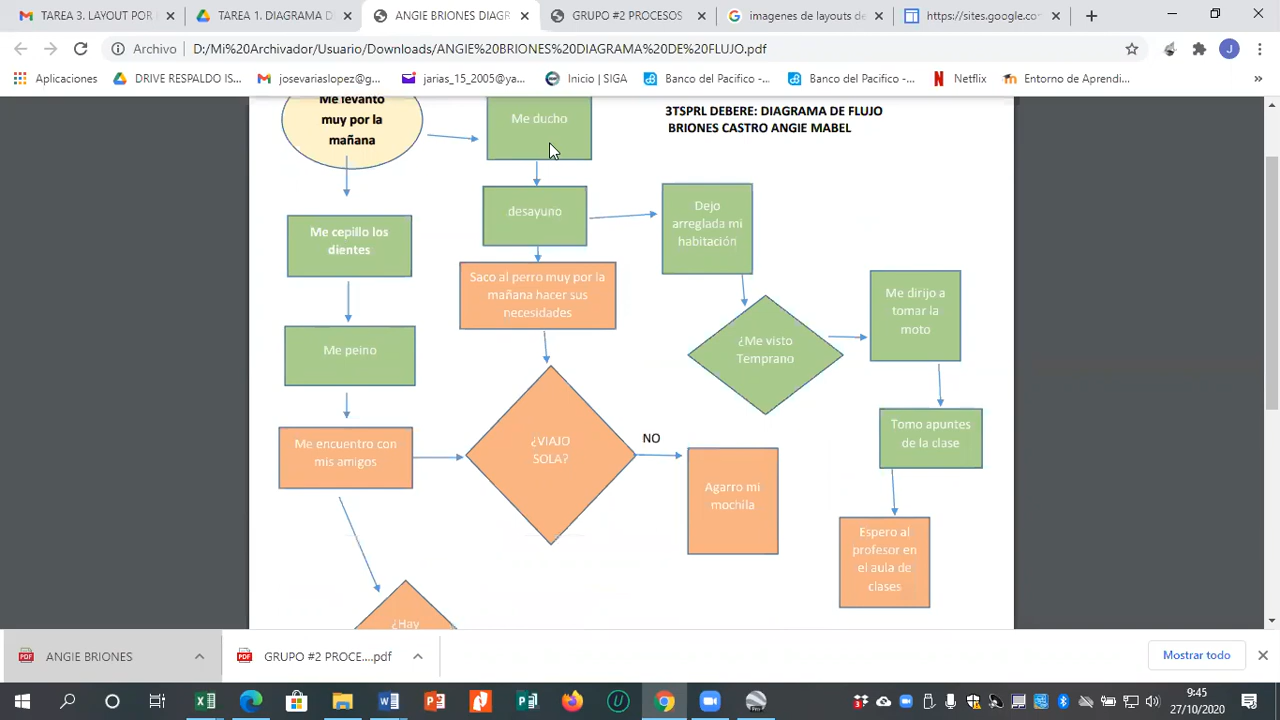 TAREA 3. LAYOUT POR
TAREA 1. DIAGRAMA D
ANGIE BRIONES DIAGR
GRUPO #2 PROCESOS
imagenes de layouts de
https://sites.google.com
Archivo
D:/Mi%20Archivador/Usuario/Downloads/ANGIE%20BRIONES%20DIAGRAMA%20DE%20FLUJO.pdf
J
Aplicaciones
DRIVE RESPALDO IS...
josevariaslopez@g...
jarias_15_2005@ya...
Inicio | SIGA
Banco del Pacifico -...
Banco del Pacifico -...
Netflix
Entorno de Aprendi...
»
Me levanto
muy por la
mañana
Me ducho
3TSPRL DEBERE: DIAGRAMA DE FLUJO
BRIONES CASTRO ANGIE MABEL
Me cepillo los
dientes
desayuno
Dejo
arreglada mi
habitación
Saco al perro muy por la
mañana hacer sus
necesidades
Me dirijo a
tomar la
moto
¿Me visto
Temprano
Me peino
Me encuentro con
mis amigos
¿VIAJO
SOLA?
NO
Agarro mi
mochila
Tomo apuntes
de la clase
Espero al
profesor en
el aula de
clases
¿Hay
ANGIE BRIONES
GRUPO #2 PROCE....pdf
Mostrar todo
9:45
27/10/2020